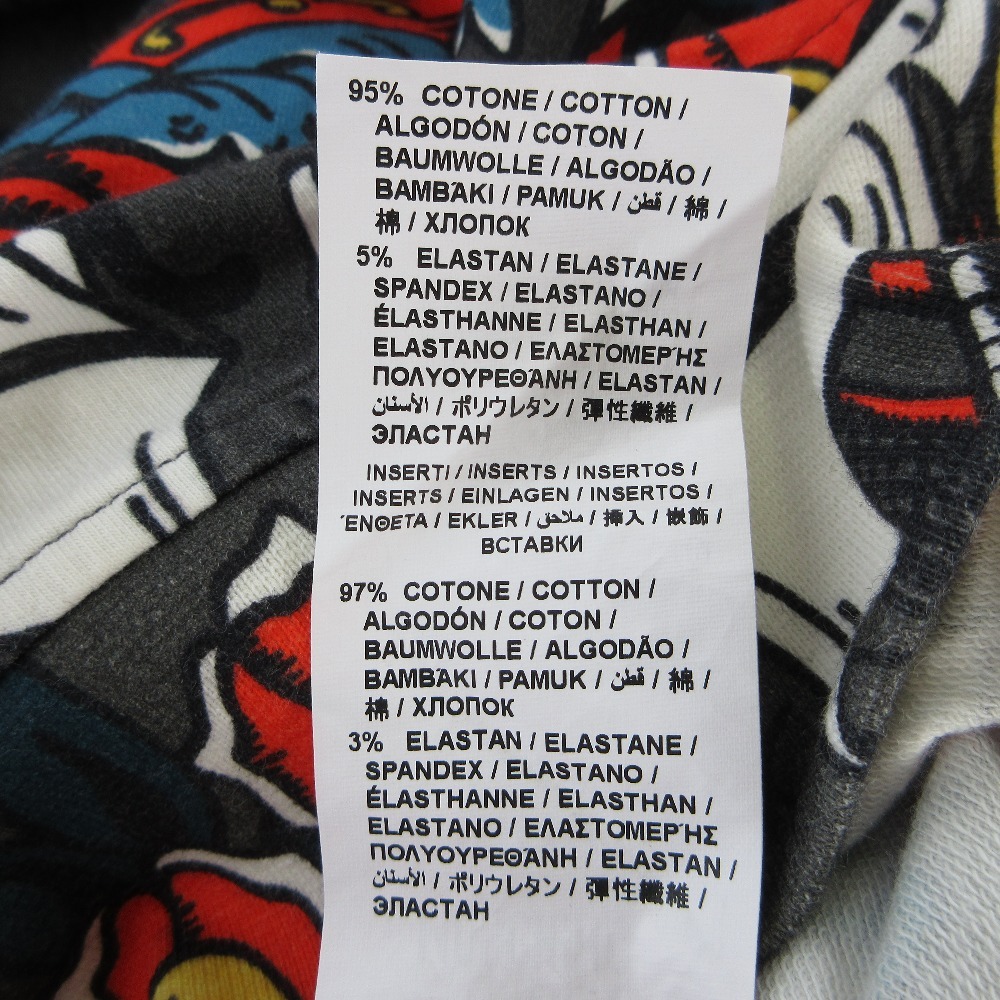 95% COTONE / COTTON /
ALGODÓN / COTON /
BAUMWOLLE / ALGODÃO /
ΒΑΜΒΆΚΙ / PAMUK / قطن / 綿 /
棉 / ХЛОПОК
5% ELASTAN / ELASTANE /
SPANDEX / ELASTANO /
ÉLASTHANNE / ELASTHAN /
ELASTANO / ΕΛΑΣΤΟΜΕΡΉΣ
ΠΟΛΥΟΥΡΕΘΆΝΗ / ELASTAN /
الأستان / ポリウレタン / 彈性纖維 /
ЭЛАСТАН
INSERTI / INSERTS / INSERTOS /
INSERTS / EINLAGEN / INSERTOS /
ΈΝΘΕΤΑ / EKLER / ملاحق / 挿入 / 嵌飾 /
ВСТАВКИ
97% COTONE / COTTON /
ALGODÓN / COTON /
BAUMWOLLE / ALGODÃO /
ΒΑΜΒΆΚΙ / PAMUK / قطن / 綿 /
棉 / ХЛОПОК
3% ELASTAN / ELASTANE /
SPANDEX / ELASTANO /
ÉLASTHANNE / ELASTHAN /
ELASTANO / ΕΛΑΣΤΟΜΕΡΉΣ
ΠΟΛΥΟΥΡΕΘΆΝΗ / ELASTAN /
الأستان / ポリウレタン / 彈性纖維 /
ЭЛАСТАН